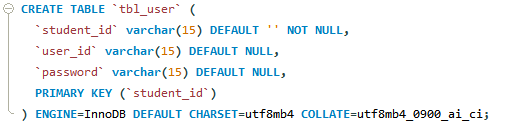 CREATE TABLE `tbl_user` (
`student_id` varchar(15) DEFAULT '' NOT NULL,
`user_id` varchar(15) DEFAULT NULL,
`password` varchar(15) DEFAULT NULL,
PRIMARY KEY (`student_id`)
) ENGINE=InnoDB DEFAULT CHARSET=utf8mb4 COLLATE=utf8mb4_0900_ai_ci;